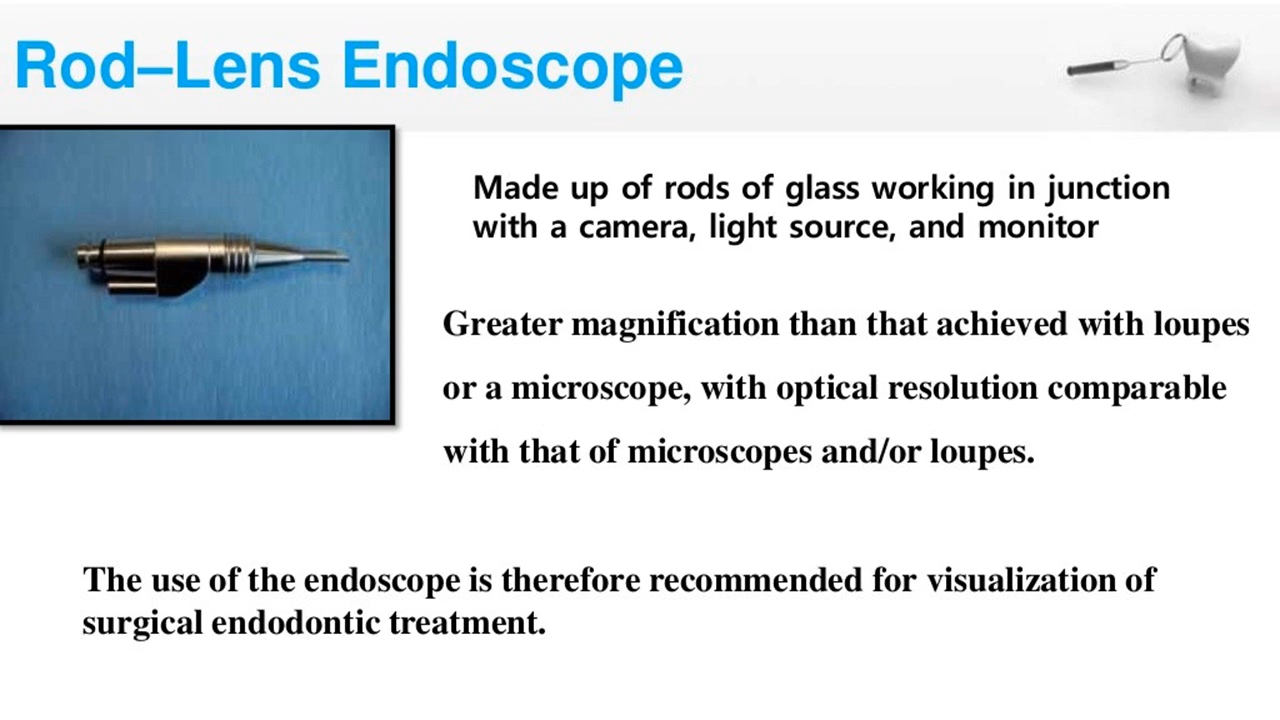 Rod–Lens Endoscope
Made up of rods of glass working in junction
with a camera, light source, and monitor
Greater magnification than that achieved with loupes
or a microscope, with optical resolution comparable
with that of microscopes and/or loupes.
The use of the endoscope is therefore recommended for visualization of
surgical endodontic treatment.